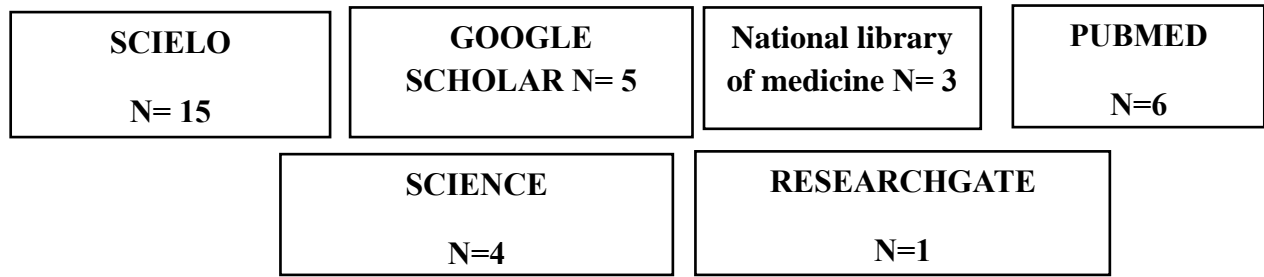 SCIELO
N= 15
GOOGLE
SCHOLAR N= 5
National library
of medicine N= 3
PUBMED
N=6
SCIENCE
N=4
RESEARCHGATE
N=1